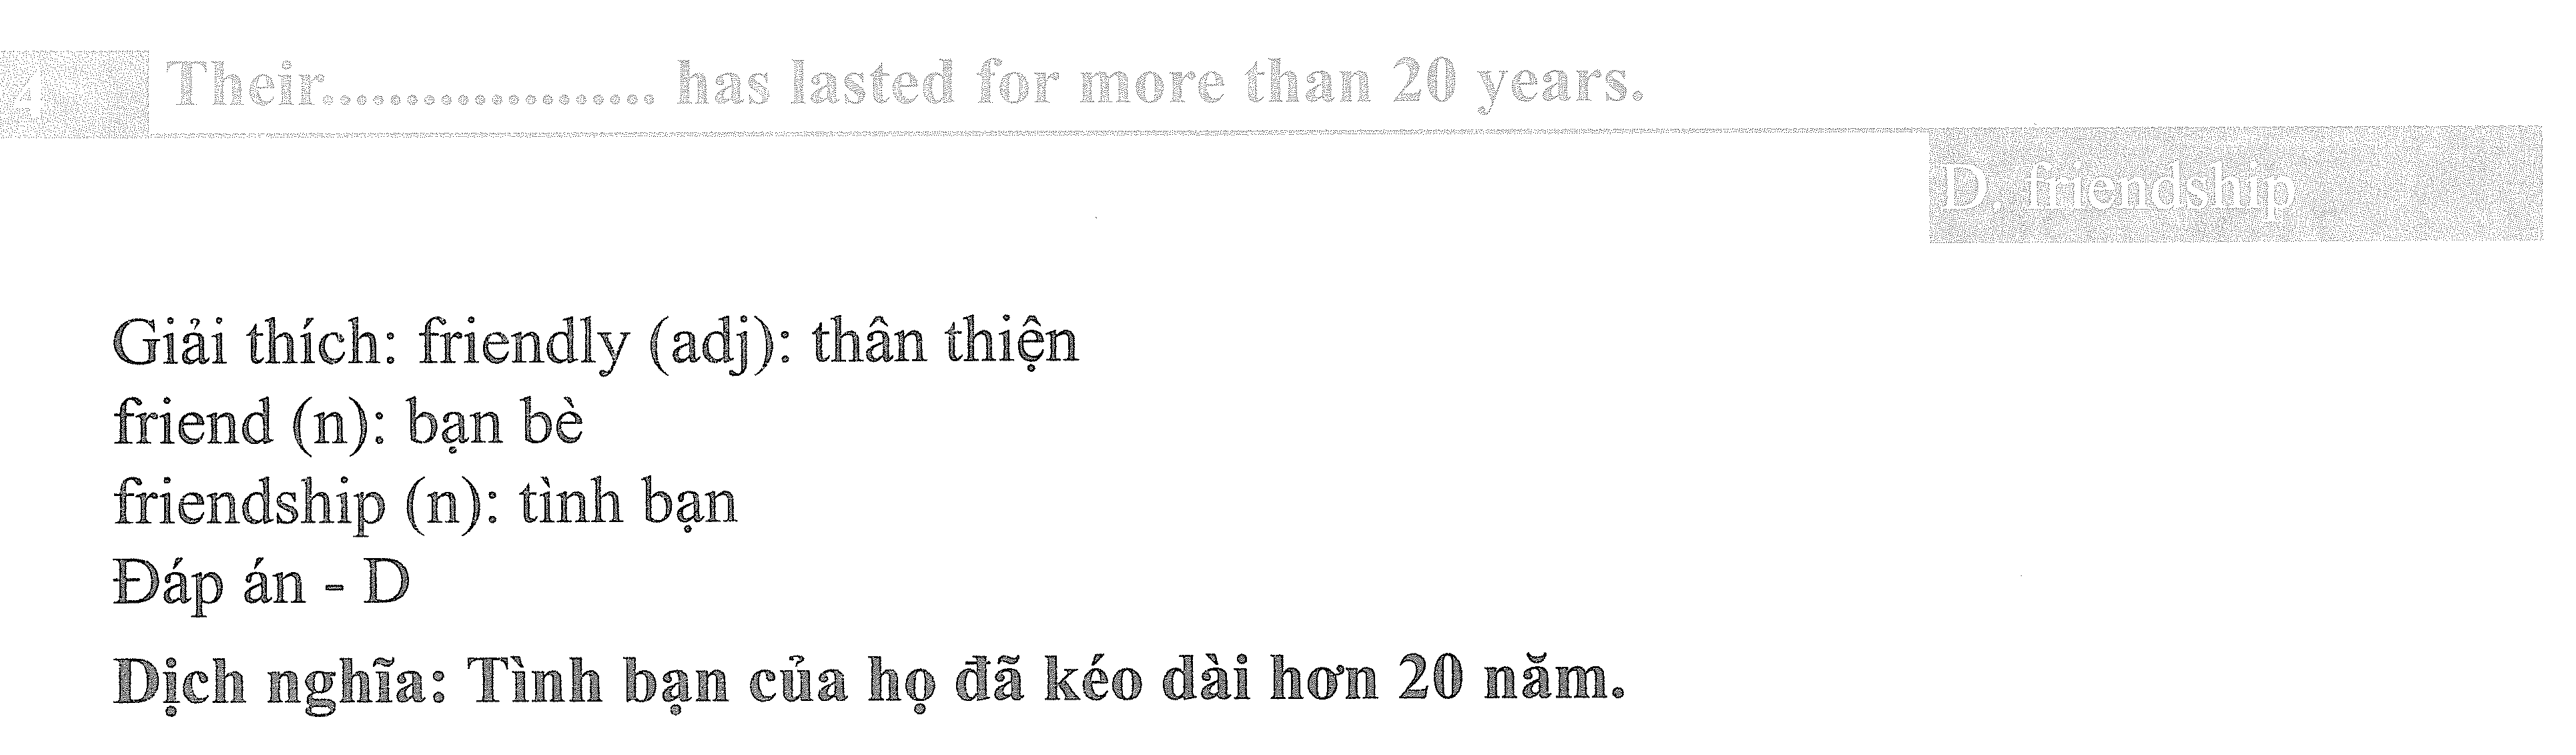 4 Their.................... has lasted for more than 20 years.
D. friendship
Giải thích: friendly (adj): thân thiện
friend (n): bạn bè
friendship (n): tình bạn
Đáp án - D
Dịch nghĩa: Tình bạn của họ đã kéo dài hơn 20 năm.